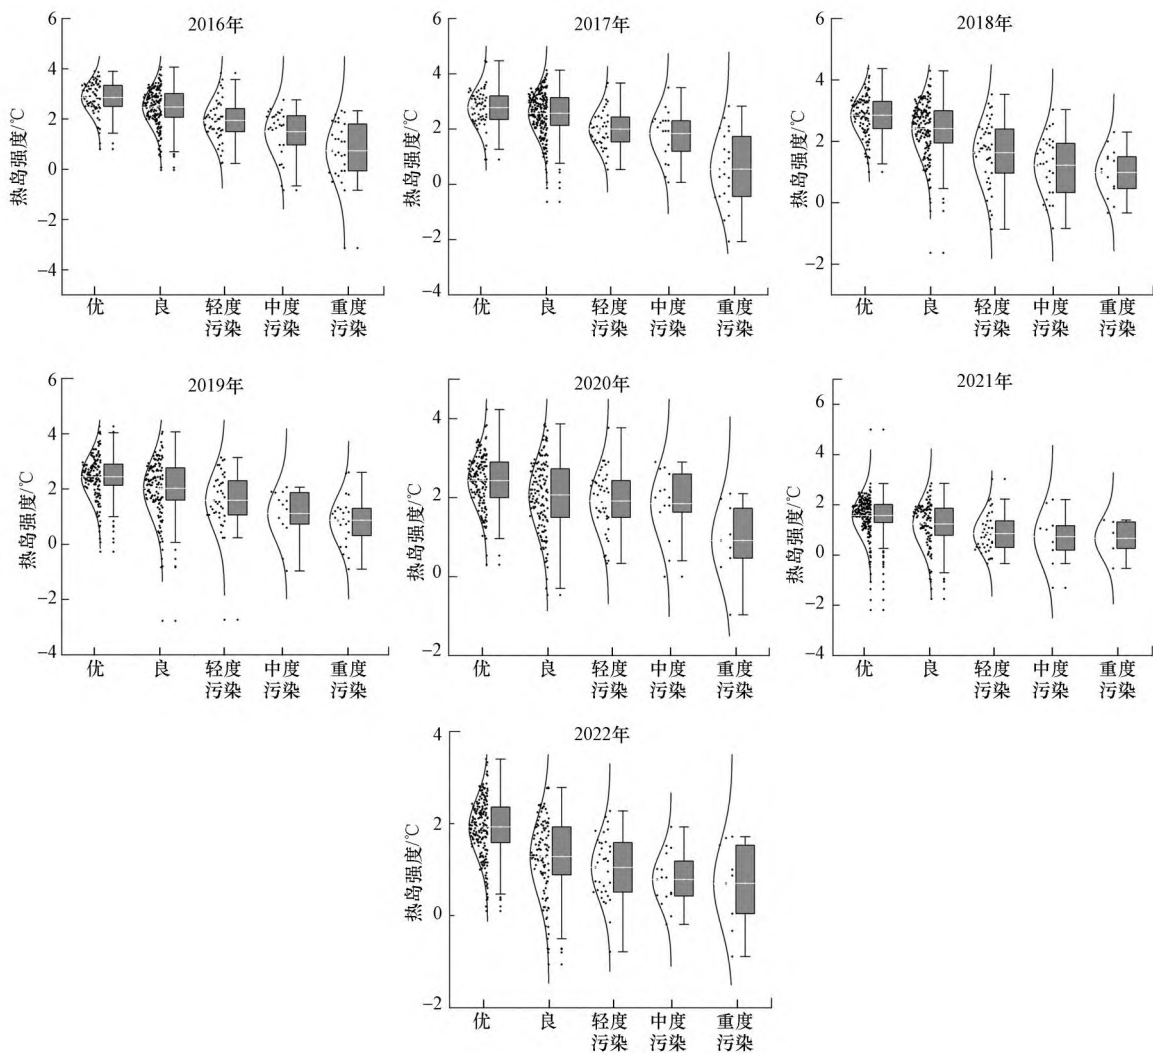 2016年
热岛强度/℃
6
4
2
0
−2
−4
优 良 轻度 中度 重度
污染 污染 污染
2017年
热岛强度/℃
6
4
2
0
−2
−4
优 良 轻度 中度 重度
污染 污染 污染
2018年
热岛强度/℃
6
4
2
0
−2
优 良 轻度 中度 重度
污染 污染 污染
2019年
热岛强度/℃
6
4
2
0
−2
−4
优 良 轻度 中度 重度
污染 污染 污染
2020年
热岛强度/℃
4
2
0
−2
优 良 轻度 中度 重度
污染 污染 污染
2021年
热岛强度/℃
6
4
2
0
−2
−4
优 良 轻度 中度 重度
污染 污染 污染
2022年
热岛强度/℃
4
2
0
−2
优 良 轻度 中度 重度
污染 污染 污染